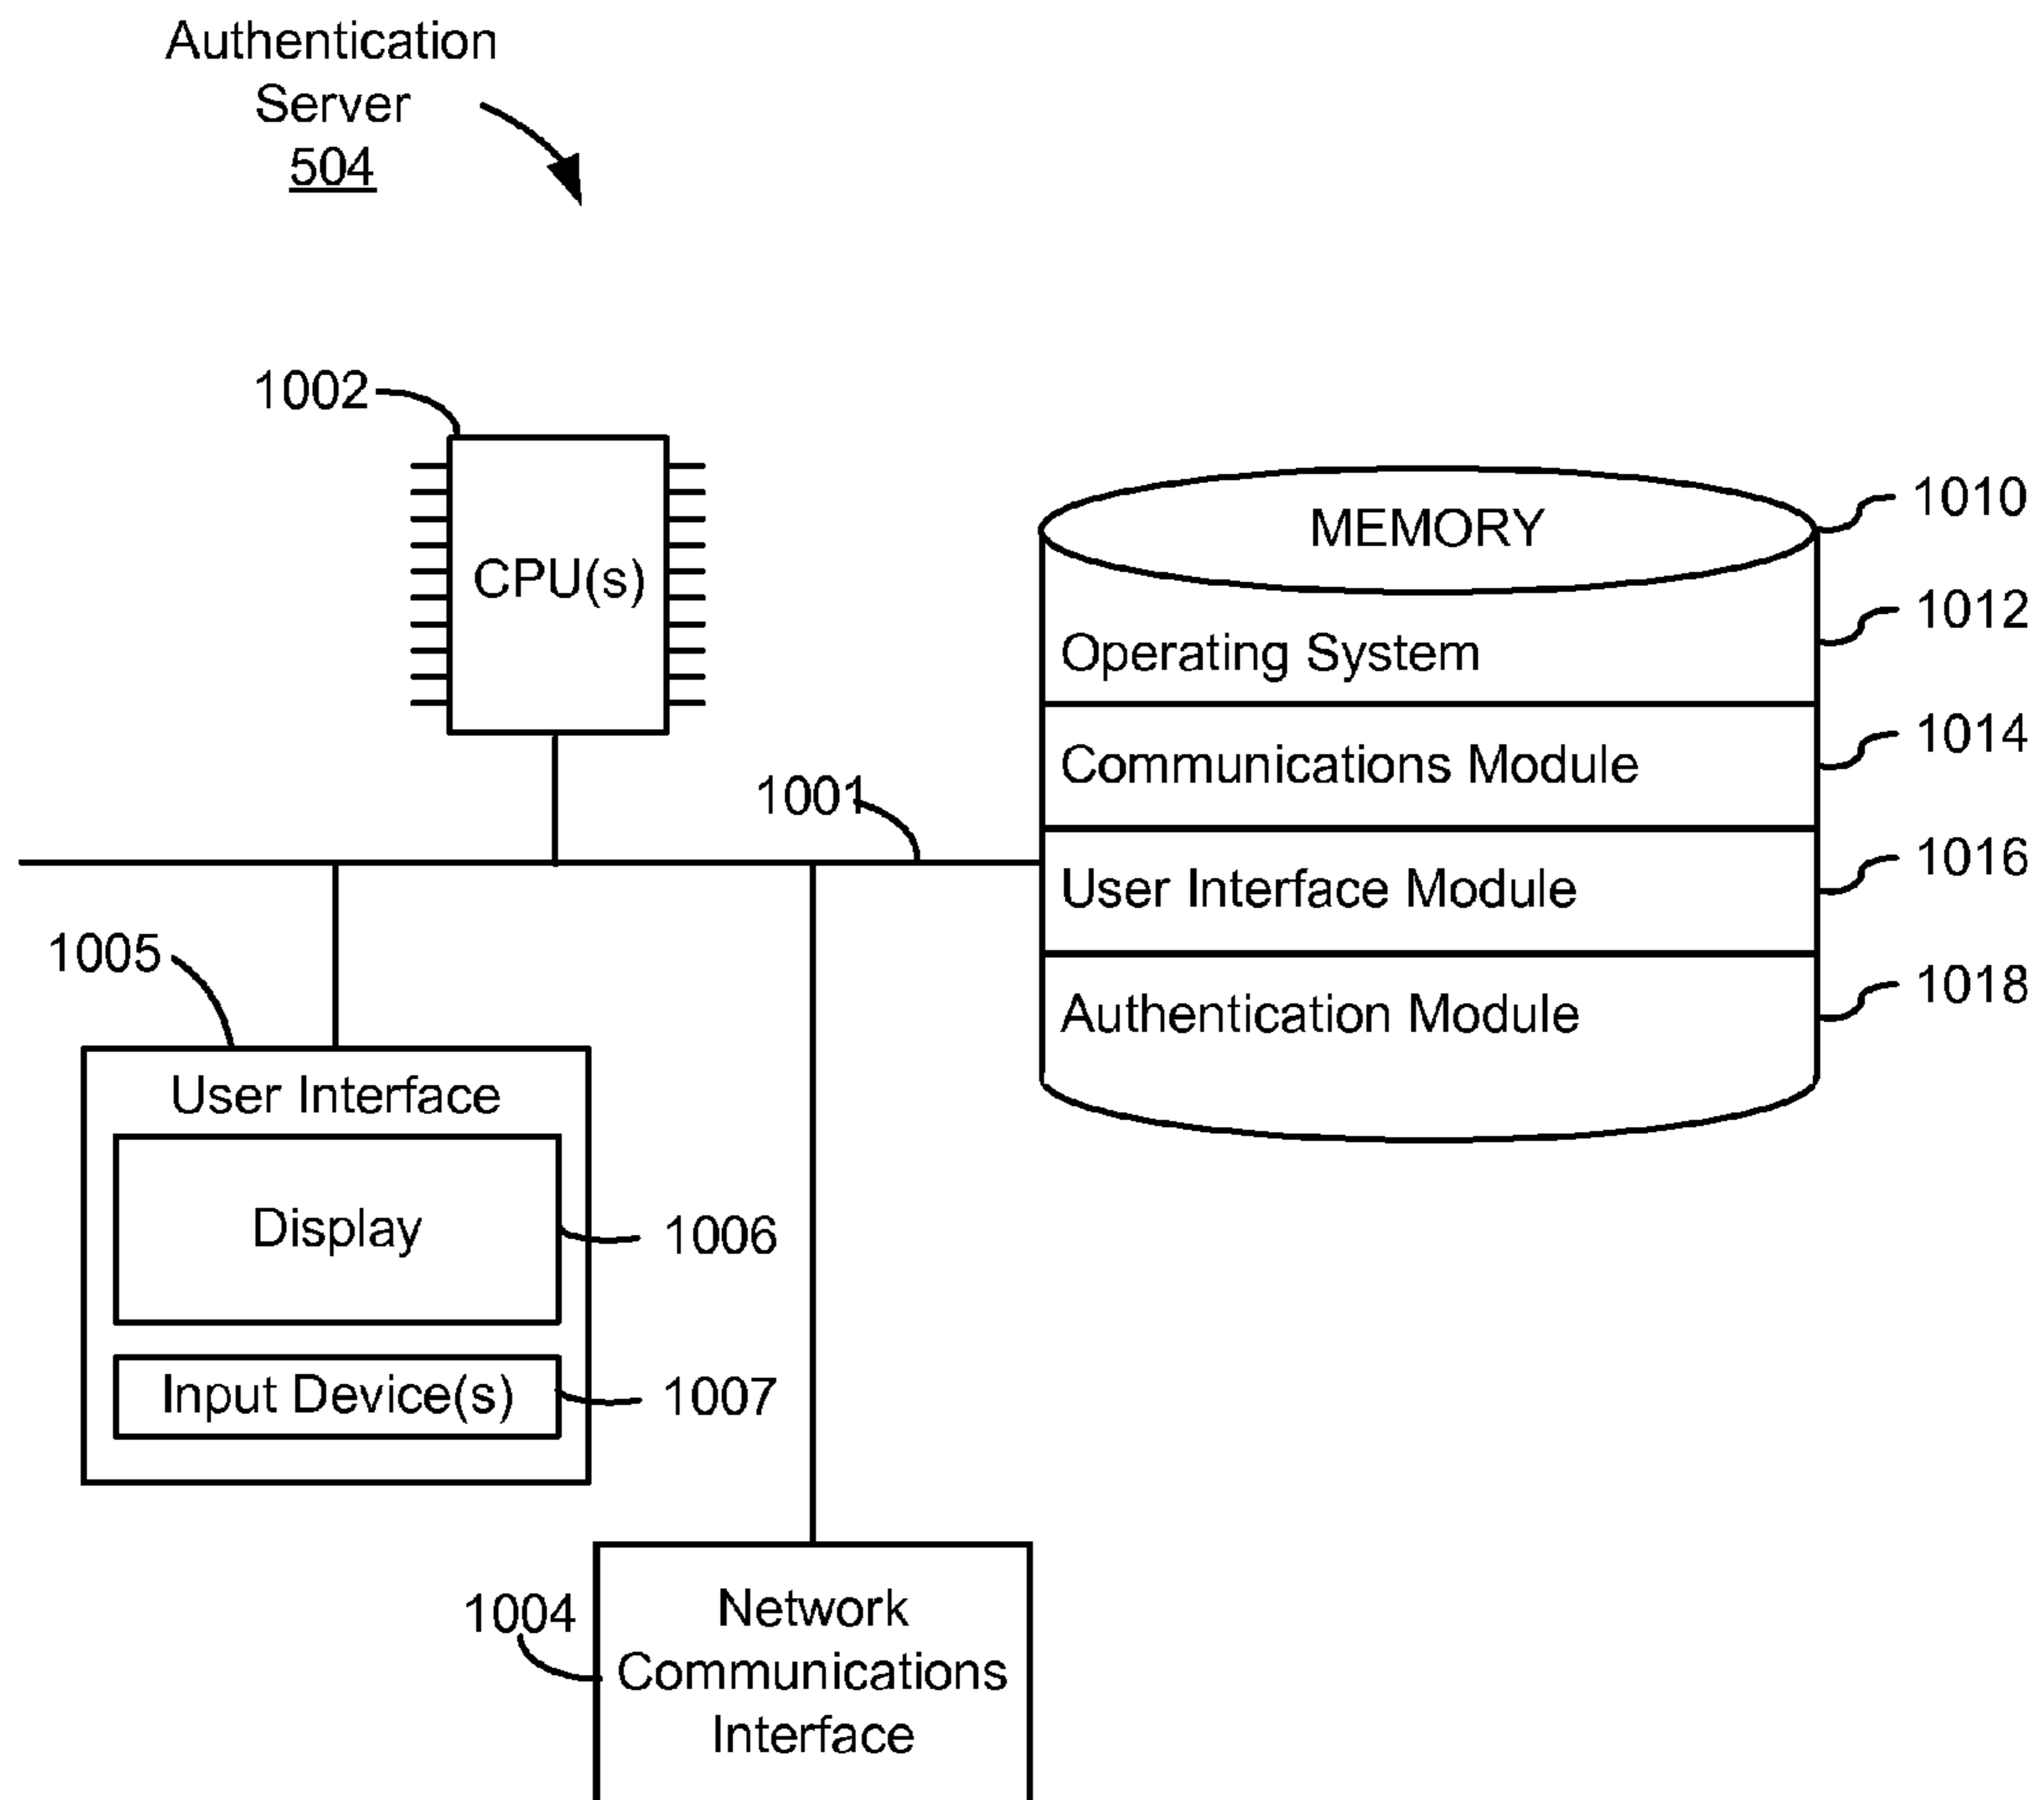 Authentication
Server
504
1002
CPU(s)
MEMORY
1010
Operating System
1012
Communications Module
1014
1001
User Interface Module
1016
Authentication Module
1018
1005
User Interface
Display
1006
Input Device(s)
1007
1004
Network
Communications
Interface